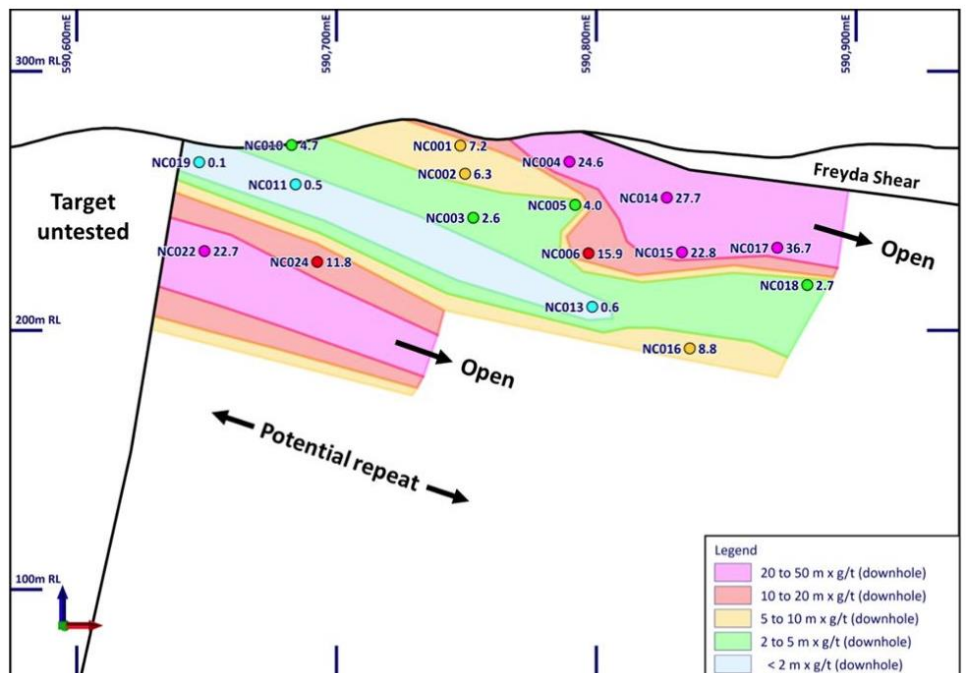 590,600mE
590,700mE
590,800mE
590,900mE
300m RL
NC010 4.7
NC001 7.2
NC019 0.1
NC004 24.6
Freyda Shear
NC002 6.3
NC011 0.5
NC014 27.7
Target
untested
NC005 4.0
NC003 2.6
NC022 22.7
NC024 11.8
NC006 15.9
NC015 22.8
NC017 36.7
Open
NC018 2.7
NC013 0.6
200m RL
NC016 8.8
Open
Potential repeat
100m RL
Legend
20 to 50 m x g/t (downhole)
10 to 20 m x g/t (downhole)
5 to 10 m x g/t (downhole)
2 to 5 m x g/t (downhole)
< 2 m x g/t (downhole)